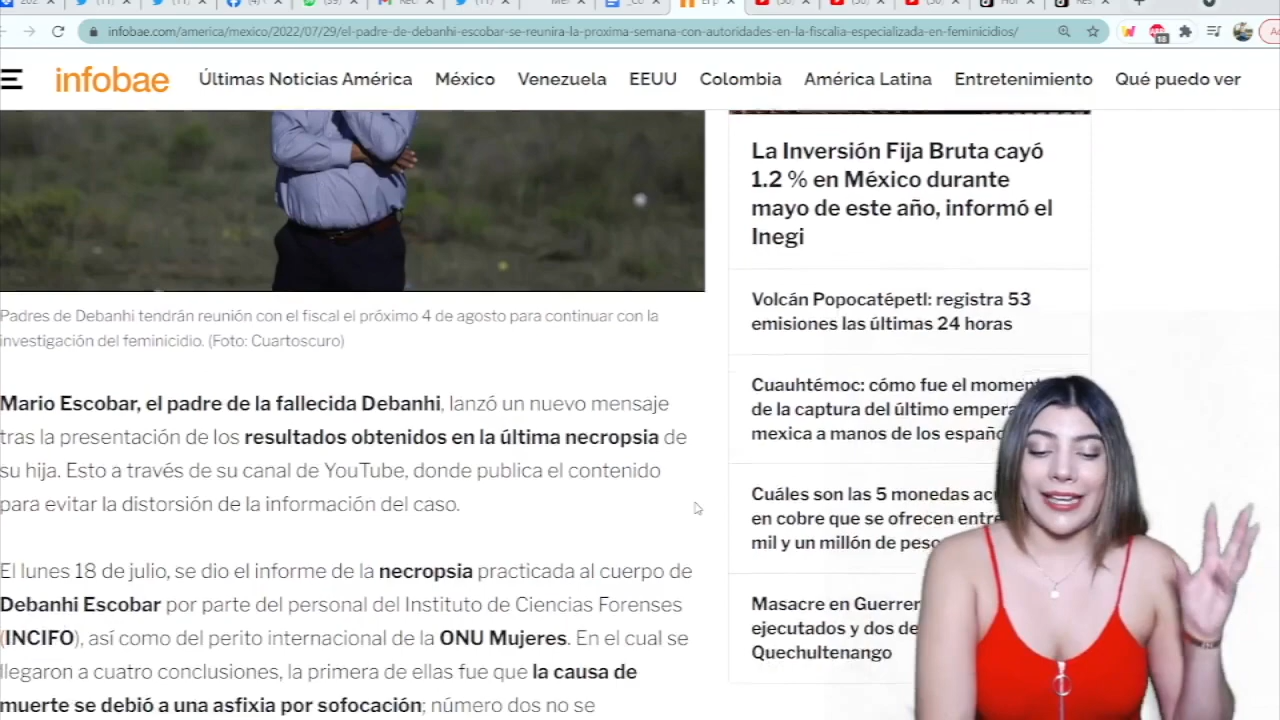 infobae.com/america/mexico/2022/07/29/el-padre-de-debanhi-escobar-se-reunira-la-proxima-semana-con-autoridades-en-la-fiscalia-especializada-en-feminicidios/
infobae
Últimas Noticias América México Venezuela EEUU Colombia América Latina Entretenimiento Qué puedo ver
Padres de Debanhi tendrán reunión con el fiscal el próximo 4 de agosto para continuar con la
investigación del feminicidio. (Foto: Cuartoscuro)
Mario Escobar, el padre de la fallecida Debanhi, lanzó un nuevo mensaje
tras la presentación de los resultados obtenidos en la última necropsia de
su hija. Esto a través de su canal de YouTube, donde publica el contenido
para evitar la distorsión de la información del caso.
El lunes 18 de julio, se dio el informe de la necropsia practicada al cuerpo de
Debanhi Escobar por parte del personal del Instituto de Ciencias Forenses
(INCIFO), así como del perito internacional de la ONU Mujeres. En el cual se
llegaron a cuatro conclusiones, la primera de ellas fue que la causa de
muerte se debió a una asfixia por sofocación; número dos no se
La Inversión Fija Bruta cayó
1.2 % en México durante
mayo de este año, informó el
Inegi
Volcán Popocatépetl: registra 53
emisiones las últimas 24 horas
Cuauhtémoc: cómo fue el momen
de la captura del último empera
mexica a manos de los españo
Cuáles son las 5 monedas ac
en cobre que se ofrecen entre
mil y un millón de peso
Masacre en Guerrer
ejecutados y dos de
Quechultenango